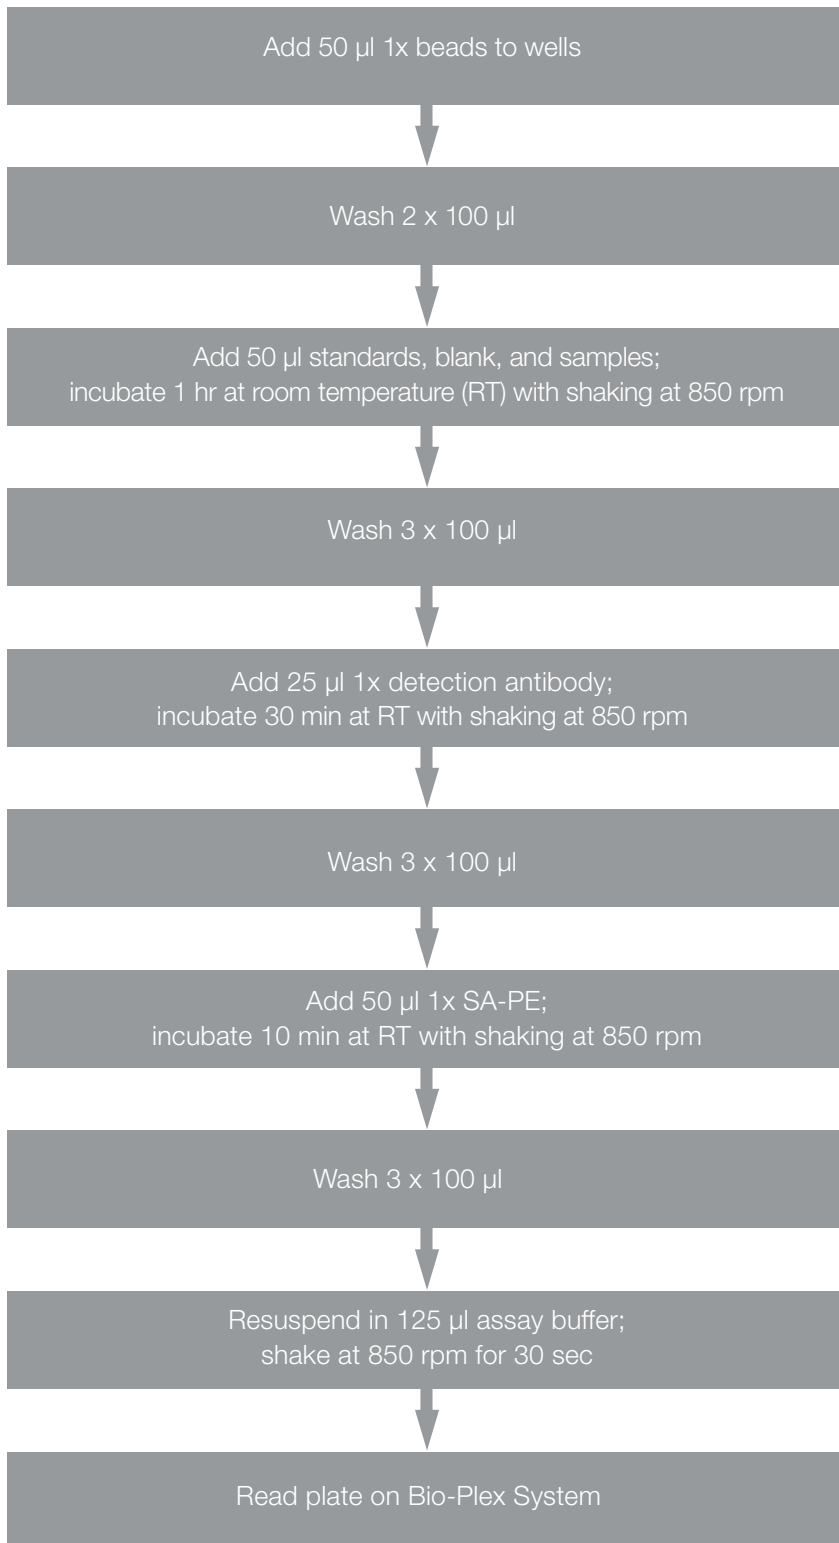 Add 50 µl 1x beads to wells
Wash 2 x 100 µl
Add 50 µl standards, blank, and samples;
incubate 1 hr at room temperature (RT) with shaking at 850 rpm
Wash 3 x 100 µl
Add 25 µl 1x detection antibody;
incubate 30 min at RT with shaking at 850 rpm
Wash 3 x 100 µl
Add 50 µl 1x SA-PE;
incubate 10 min at RT with shaking at 850 rpm
Wash 3 x 100 µl
Resuspend in 125 µl assay buffer;
shake at 850 rpm for 30 sec
Read plate on Bio-Plex System